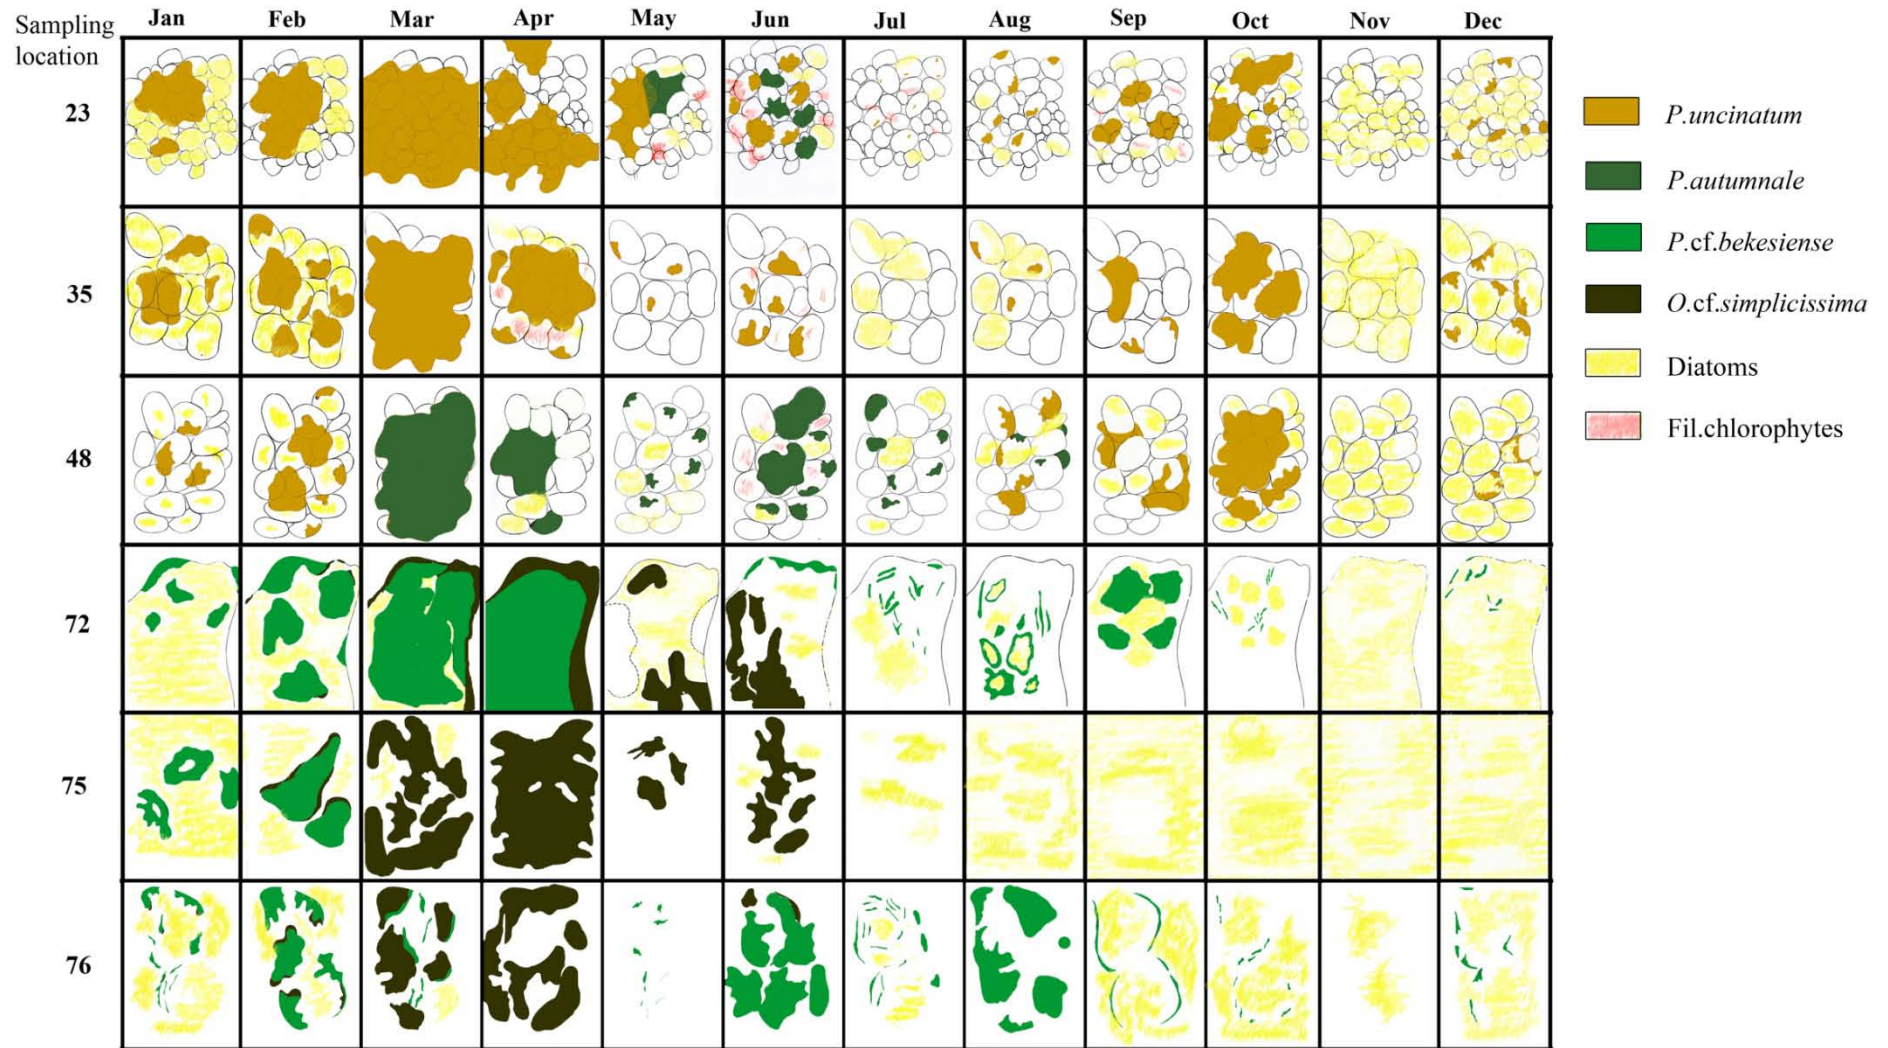 Sampling
location
Jan Feb Mar Apr May Jun Jul Aug Sep Oct Nov Dec
23
35
48
72
75
76
P.uncinatum
P.autumnale
P.cf.bekesiense
O.cf.simplicissima
Diatoms
Fil.chlorophytes